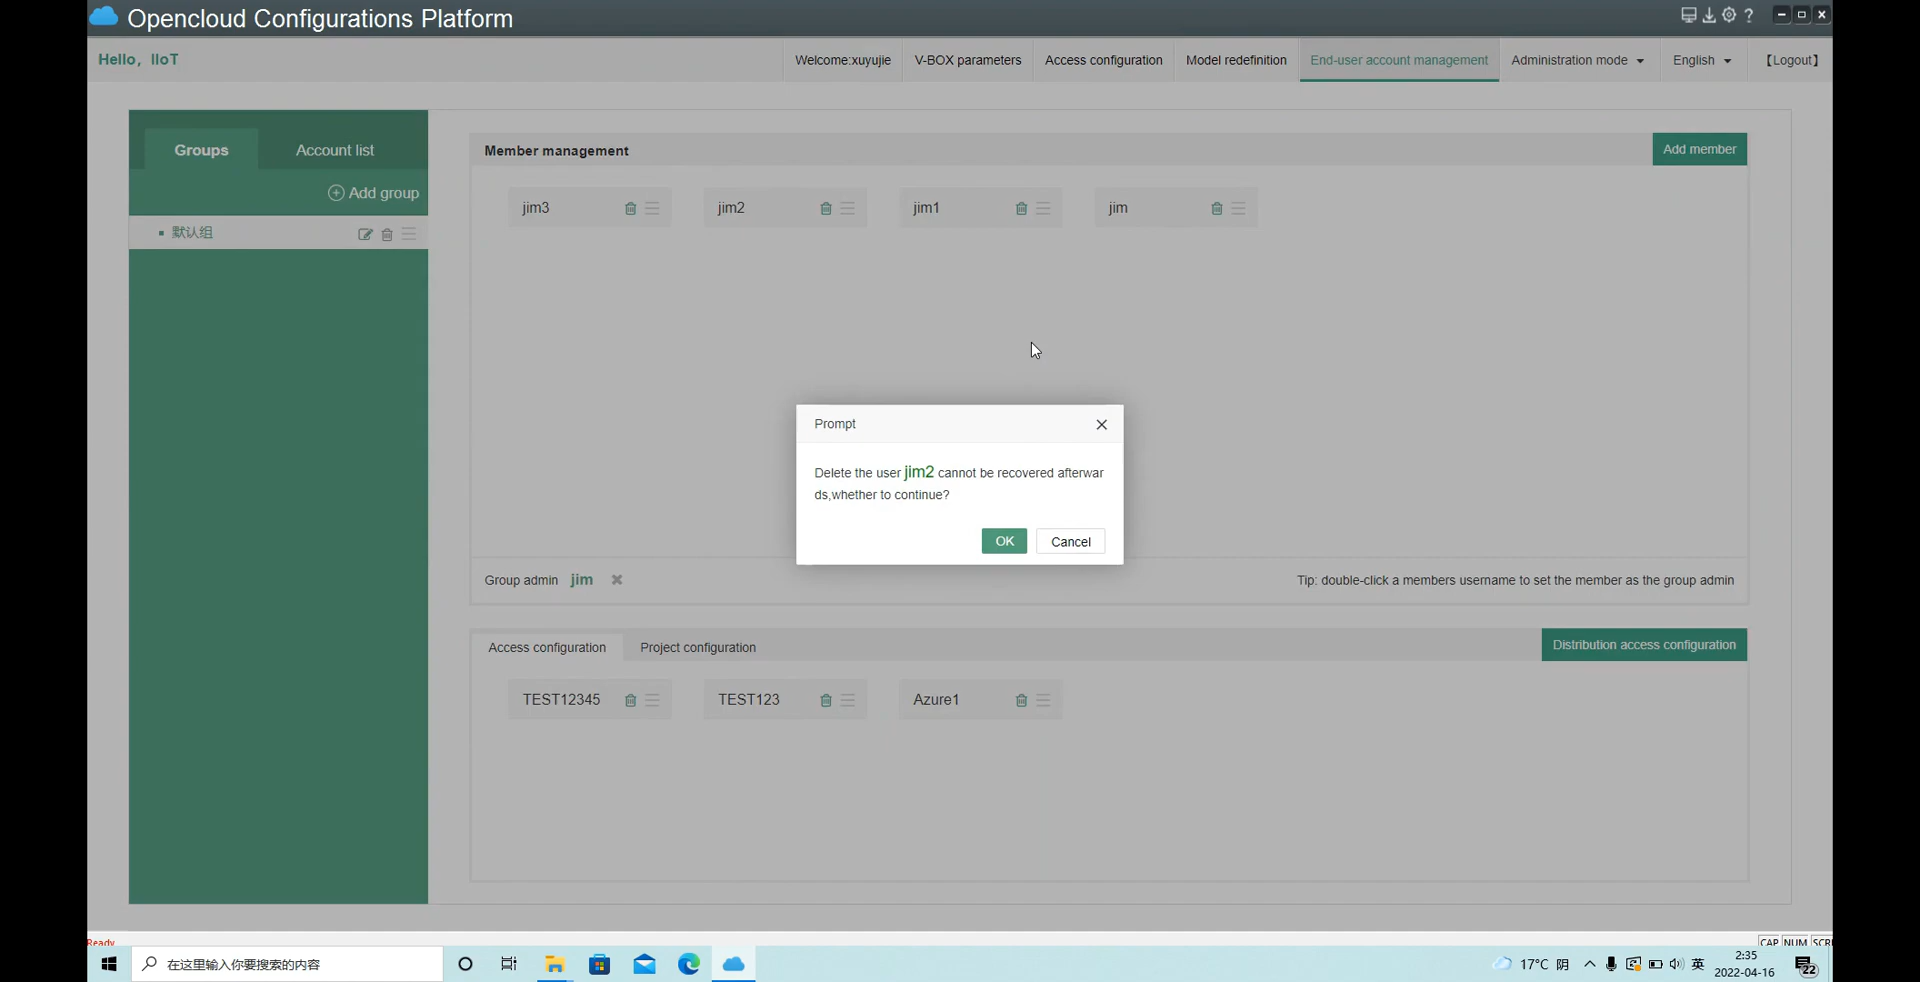 Opencloud Configurations Platform
?
Hello, IIoT
Welcome:xuyujie
V-BOX parameters
Access configuration
Model redefinition
End-user account management
Administration mode
English
【Logout】
Groups
Account list
Add group
默认组
Member management
Add member
jim3
jim2
jim1
jim
Prompt
Delete the user jim2 cannot be recovered afterwar
ds,whether to continue?
OK
Cancel
Group admin jim
Tip: double-click a members username to set the member as the group admin
Access configuration
Project configuration
Distribution access configuration
TEST12345
TEST123
Azure1
Ready
CAP NUM SCRI
在这里输入你要搜索的内容
17°C 阴
英
2:35
2022-04-16
22